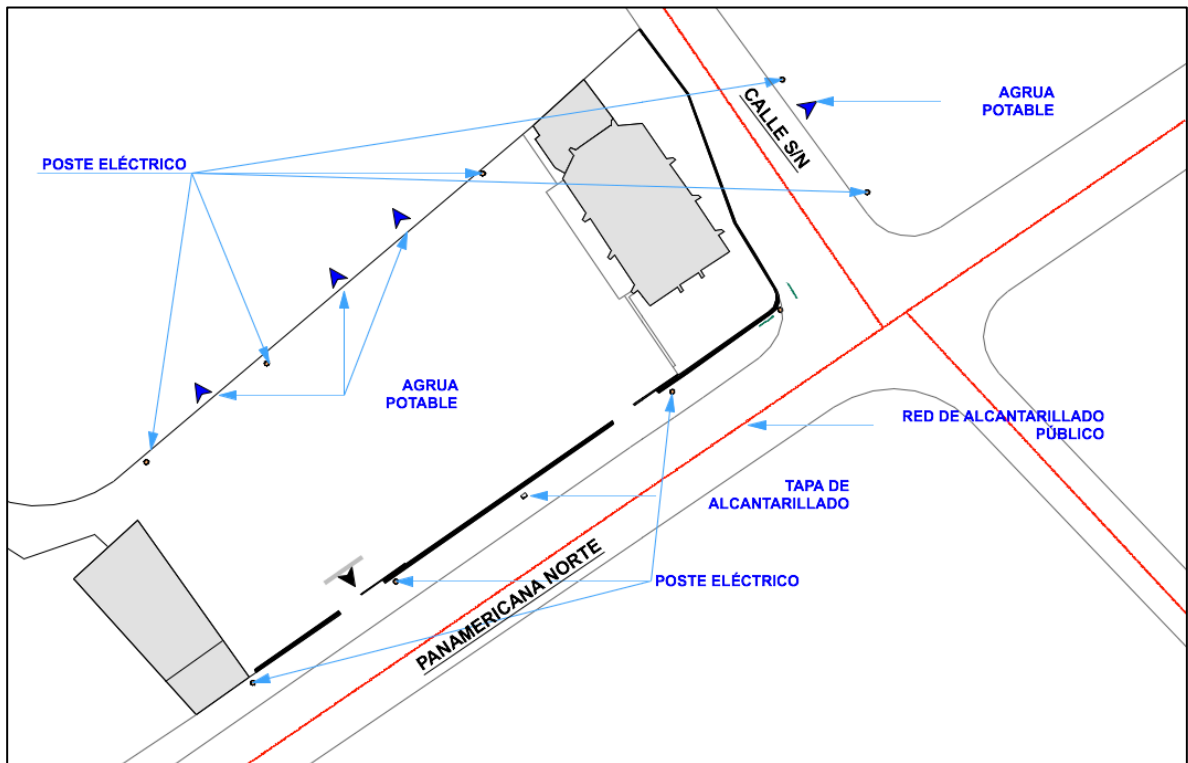 AGRUA
POTABLE
CALLE S/N
POSTE ELÉCTRICO
AGRUA
POTABLE
RED DE ALCANTARILLADO
PÚBLICO
TAPA DE
ALCANTARILLADO
PANAMERICANA NORTE
POSTE ELÉCTRICO